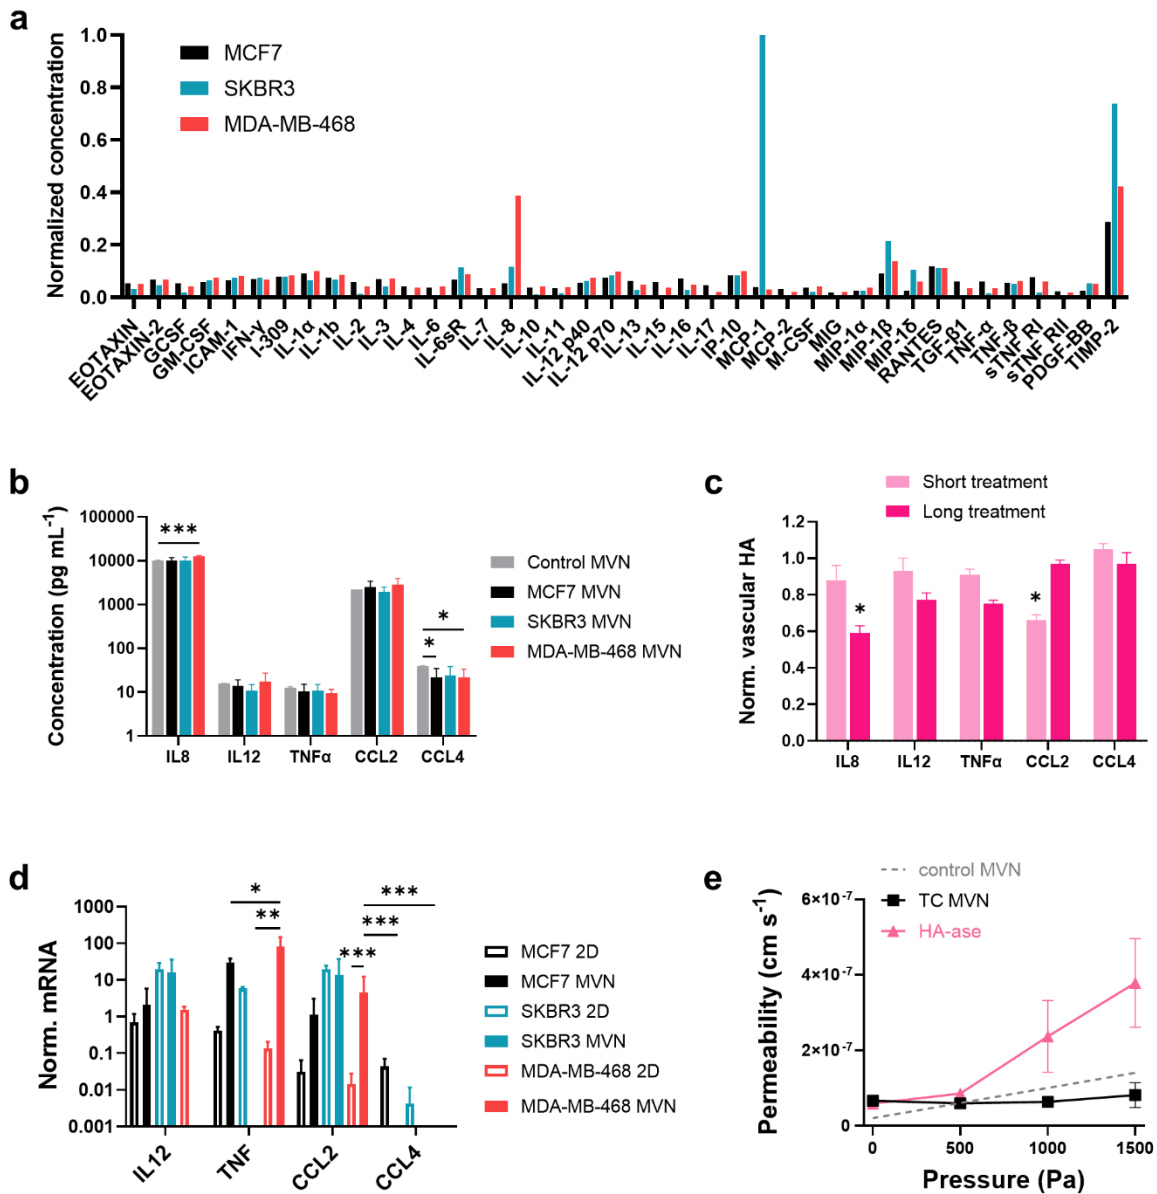 a
Normalized concentration
1.0
0.8
0.6
0.4
0.2
0.0
MCF7
SKBR3
MDA-MB-468
EOTAXIN
EOTAXIN-2
GCSF
GM-CSF
ICAM-1
IFN-γ
I-309
IL-1α
IL-1b
IL-2
IL-3
IL-4
IL-6
IL-6sR
IL-7
IL-8
IL-10
IL-11
IL-12 p40
IL-12 p70
IL-13
IL-15
IL-16
IL-17
IP-10
MCP-1
MCP-2
M-CSF
MIG
MIP-1α
MIP-1β
MIP-1δ
RANTES
TGF-β1
TNF-α
TNF-β
sTNF RI
sTNF RII
PDGF-BB
TIMP-2
b
Concentration (pg mL⁻¹)
100000
10000
1000
100
10
1
***
*
*
IL8
IL12
TNFα
CCL2
CCL4
Control MVN
MCF7 MVN
SKBR3 MVN
MDA-MB-468 MVN
c
Short treatment
Long treatment
Norm. vascular HA
1.2
1.0
0.8
0.6
0.4
0.2
0.0
*
*
IL8
IL12
TNFα
CCL2
CCL4
d
Norm. mRNA
1000
100
10
1
0.1
0.01
0.001
*
**
***
***
***
IL12
TNF
CCL2
CCL4
MCF7 2D
MCF7 MVN
SKBR3 2D
SKBR3 MVN
MDA-MB-468 2D
MDA-MB-468 MVN
e
control MVN
TC MVN
HA-ase
Permeability (cm s⁻¹)
6×10⁻⁷
4×10⁻⁷
2×10⁻⁷
0
0
500
1000
1500
Pressure (Pa)